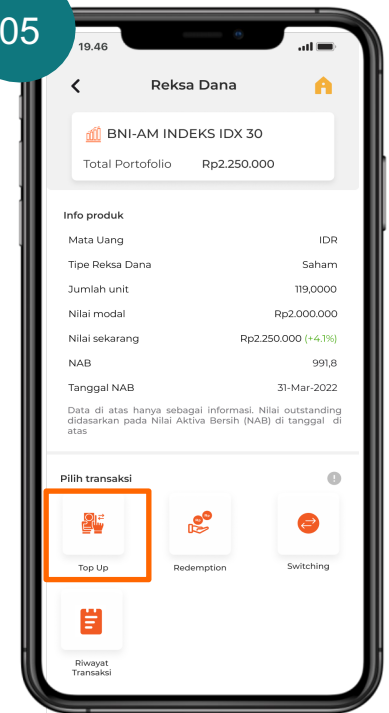 05
19.46
Reksa Dana
BNI-AM INDEKS IDX 30
Total Portofolio Rp2.250.000
Info produk
Mata Uang IDR
Tipe Reksa Dana Saham
Jumlah unit 119,0000
Nilai modal Rp2.000.000
Nilai sekarang Rp2.250.000 (+4.1%)
NAB 991,8
Tanggal NAB 31-Mar-2022
Data di atas hanya sebagai informasi. Nilai outstanding
didasarkan pada Nilai Aktiva Bersih (NAB) di tanggal di
atas
Pilih transaksi
Top Up Redemption Switching
Riwayat
Transaksi